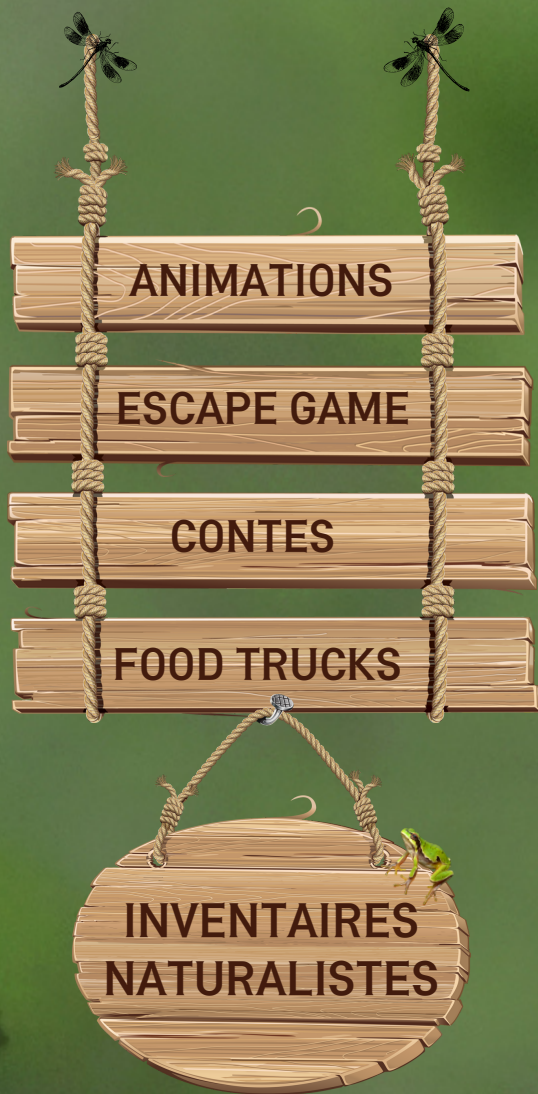 ANIMATIONS
ESCAPE GAME
CONTES
FOOD TRUCKS
INVENTAIRES
NATURALISTES